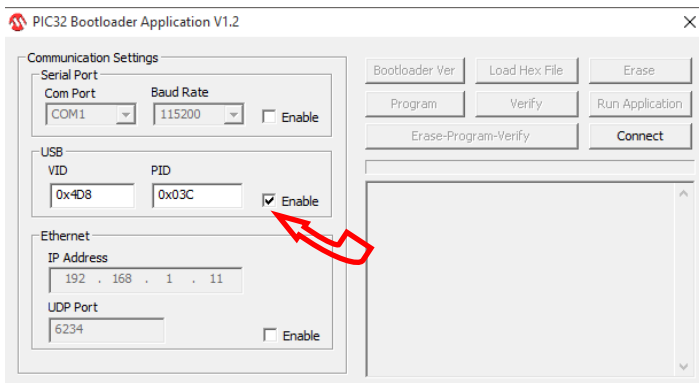 PIC32 Bootloader Application V1.2
Communication Settings
Serial Port
Com Port Baud Rate
COM1 115200 Enable
USB
VID PID
0x4D8 0x03C Enable
Ethernet
IP Address
192 . 168 . 1 . 11
UDP Port
6234 Enable
Bootloader Ver Load Hex File Erase
Program Verify Run Application
Erase-Program-Verify Connect